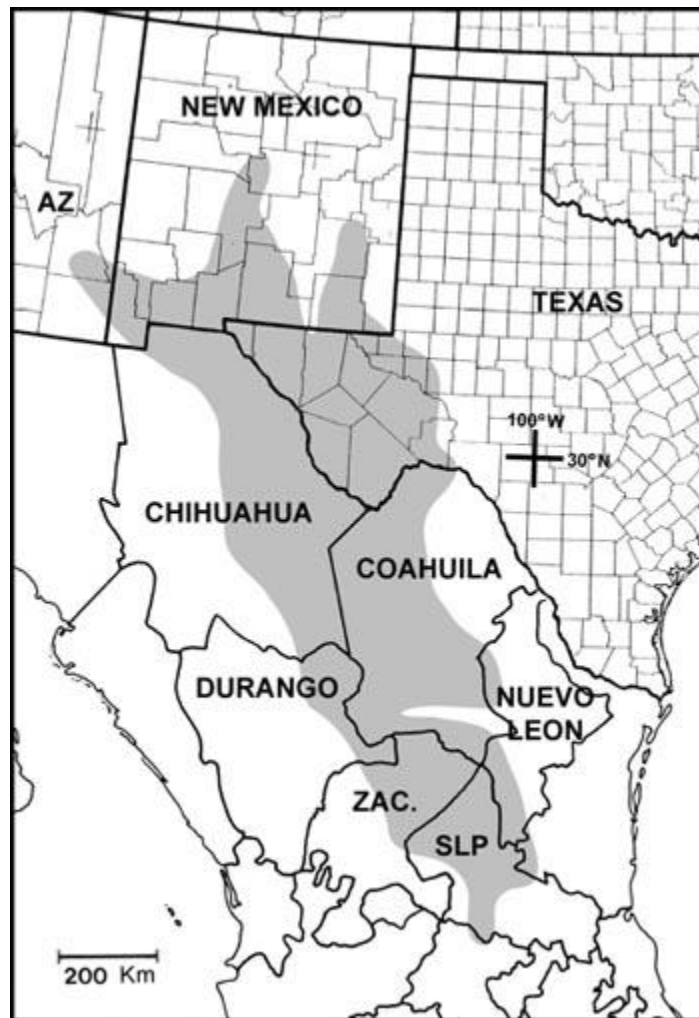 NEW MEXICO
AZ
TEXAS
100°W
30°N
CHIHUAHUA
COAHUILA
DURANGO
NUEVO
LEON
ZAC.
SLP
200 Km